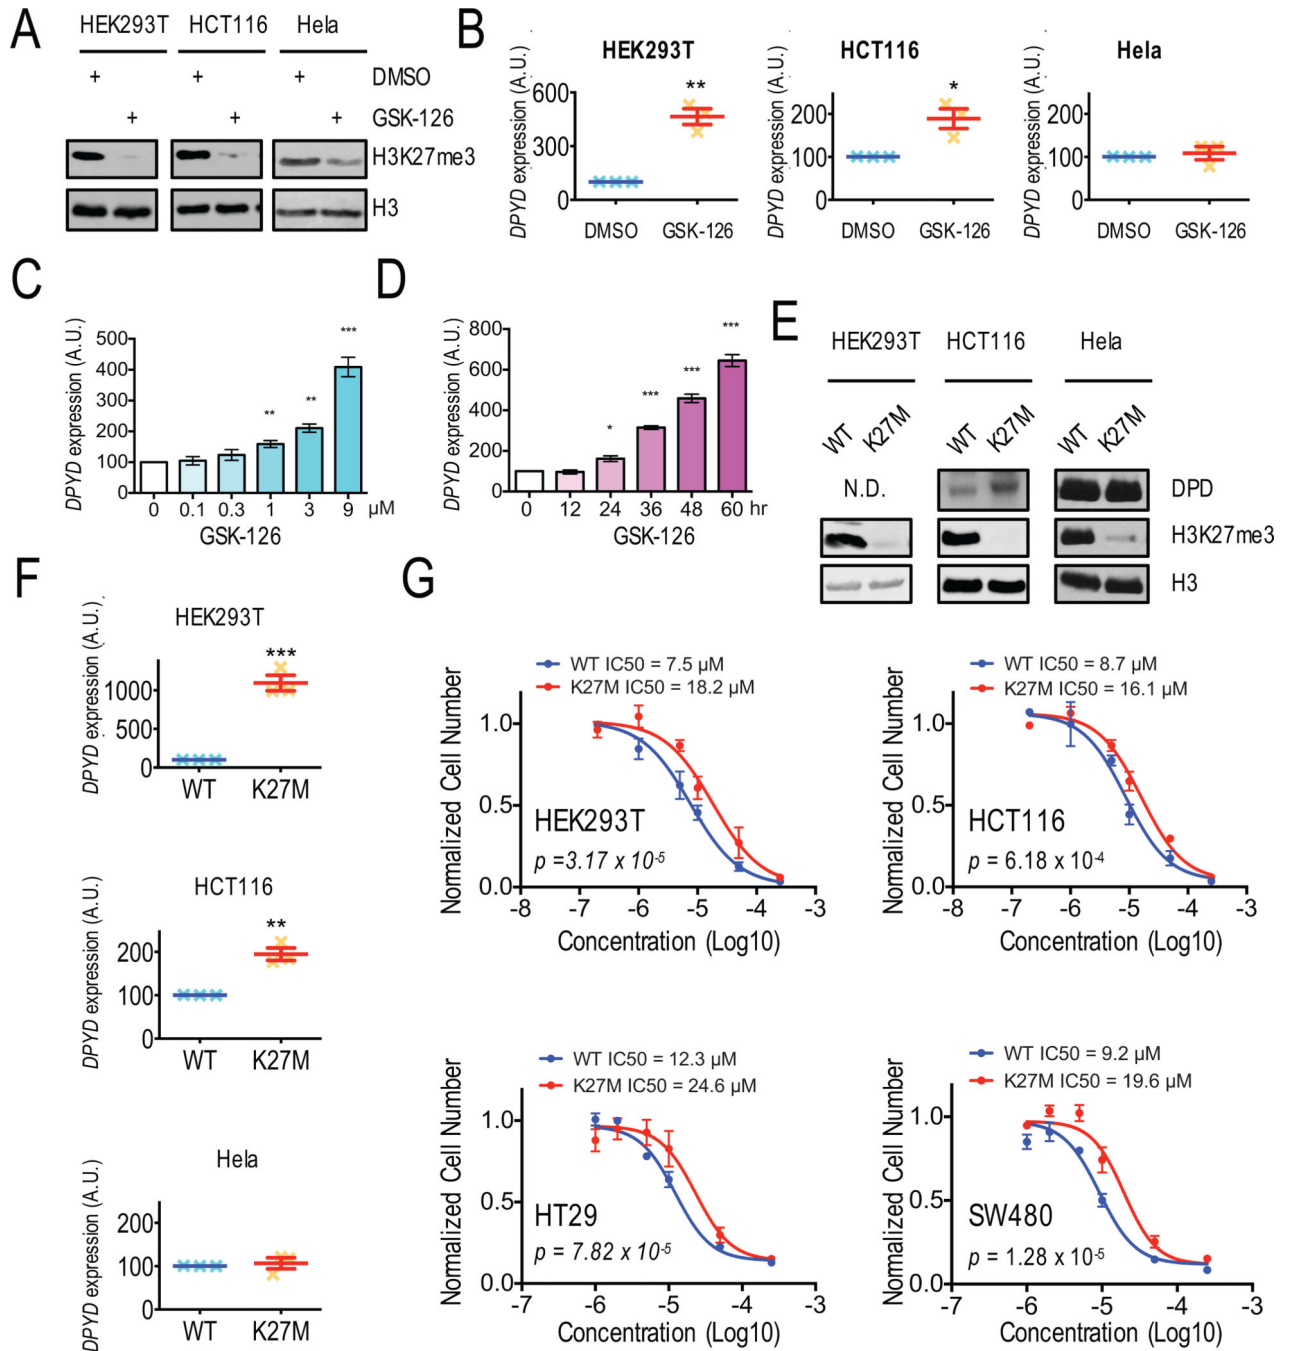 A
HEK293T HCT116 Hela
+ + + DMSO
+ + + GSK-126
H3K27me3
H3
B
HEK293T
DPYD expression (A.U.)
600
**
300
0
DMSO GSK-126
HCT116
DPYD expression (A.U.)
*
200
100
0
DMSO GSK-126
Hela
DPYD expression (A.U.)
200
100
0
DMSO GSK-126
C
DPYD expression (A.U.)
500
400
300
200
100
0
** ** ***
0 0.1 0.3 1 3 9 µM
GSK-126
D
DPYD expression (A.U.)
800
600
400
200
0
* *** *** ***
0 12 24 36 48 60 hr
GSK-126
E
HEK293T HCT116 Hela
WT K27M WT K27M WT K27M
N.D. DPD
H3K27me3
H3
F
HEK293T
DPYD expression (A.U.)
***
1000
500
0
WT K27M
HCT116
DPYD expression (A.U.)
**
200
100
0
WT K27M
Hela
DPYD expression (A.U.)
200
100
0
WT K27M
G
WT IC50 = 7.5 µM
K27M IC50 = 18.2 µM
Normalized Cell Number
1.0
0.5
0.0
HEK293T
p =3.17 x 10-5
-8 -7 -6 -5 -4 -3
Concentration (Log10)
WT IC50 = 8.7 µM
K27M IC50 = 16.1 µM
Normalized Cell Number
1.0
0.5
0.0
HCT116
p = 6.18 x 10-4
-8 -7 -6 -5 -4 -3
Concentration (Log10)
WT IC50 = 12.3 µM
K27M IC50 = 24.6 µM
Normalized Cell Number
1.0
0.5
0.0
HT29
p = 7.82 x 10-5
-7 -6 -5 -4 -3
Concentration (Log10)
WT IC50 = 9.2 µM
K27M IC50 = 19.6 µM
Normalized Cell Number
1.0
0.5
0.0
SW480
p = 1.28 x 10-5
-7 -6 -5 -4 -3
Concentration (Log10)